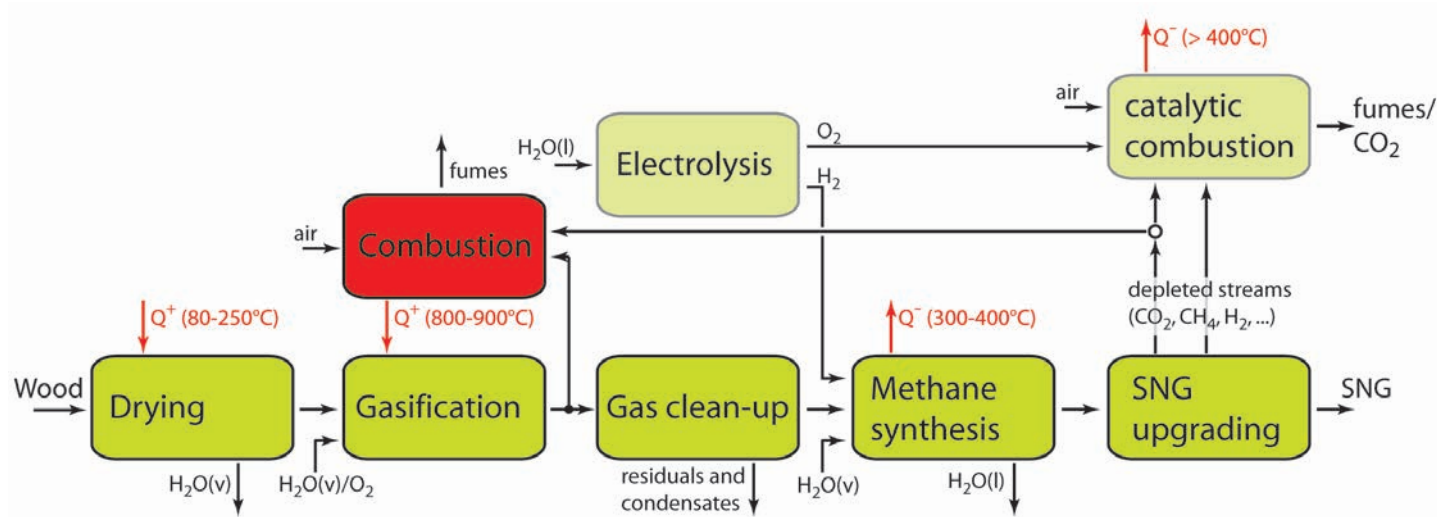 Q⁻ (> 400°C)
air
catalytic
combustion
fumes/
CO₂
H₂O(l)
Electrolysis
O₂
H₂
fumes
air
Combustion
depleted streams
(CO₂, CH₄, H₂, ...)
Q⁺ (80-250°C)
Q⁺ (800-900°C)
Q⁻ (300-400°C)
Wood
Drying
Gasification
Gas clean-up
Methane
synthesis
SNG
upgrading
SNG
H₂O(v)
H₂O(v)/O₂
residuals and
condensates
H₂O(v)
H₂O(l)